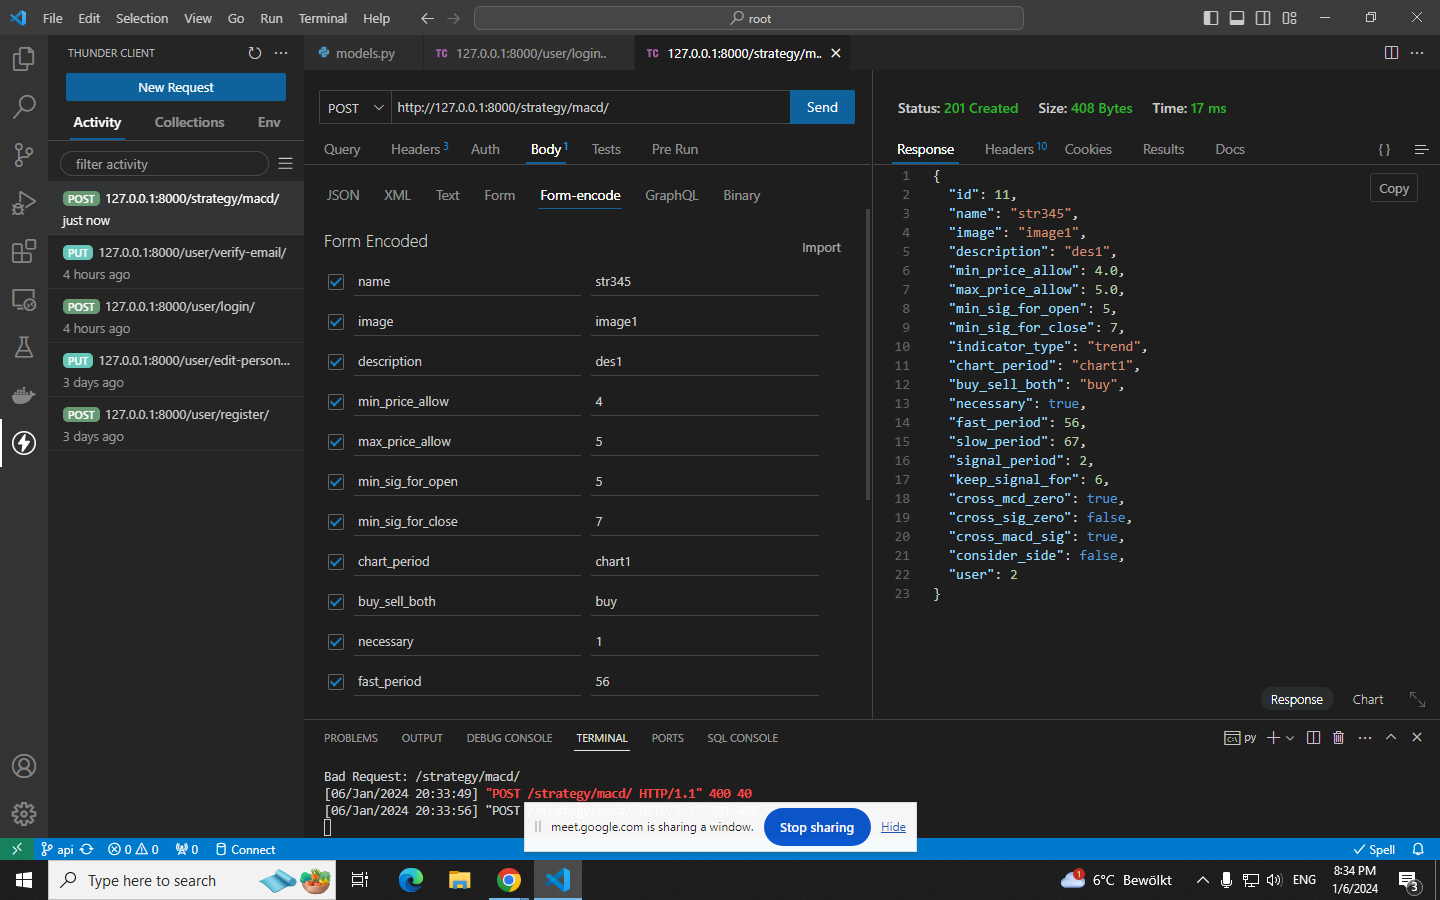 File Edit Selection View Go Run Terminal Help
root
THUNDER CLIENT
New Request
Activity Collections Env
filter activity
POST 127.0.0.1:8000/strategy/macd/
just now
PUT 127.0.0.1:8000/user/verify-email/
4 hours ago
POST 127.0.0.1:8000/user/login/
4 hours ago
PUT 127.0.0.1:8000/user/edit-person...
3 days ago
POST 127.0.0.1:8000/user/register/
3 days ago
models.py
TC 127.0.0.1:8000/user/login..
TC 127.0.0.1:8000/strategy/m..
POST http://127.0.0.1:8000/strategy/macd/ Send
Query Headers 3 Auth Body 1 Tests Pre Run
JSON XML Text Form Form-encode GraphQL Binary
Form Encoded
Import
name str345
image image1
description des1
min_price_allow 4
max_price_allow 5
min_sig_for_open 5
min_sig_for_close 7
chart_period chart1
buy_sell_both buy
necessary 1
fast_period 56
Status: 201 Created Size: 408 Bytes Time: 17 ms
Response Headers 10 Cookies Results Docs { }
Copy
1 {
2 "id": 11,
3 "name": "str345",
4 "image": "image1",
5 "description": "des1",
6 "min_price_allow": 4.0,
7 "max_price_allow": 5.0,
8 "min_sig_for_open": 5,
9 "min_sig_for_close": 7,
10 "indicator_type": "trend",
11 "chart_period": "chart1",
12 "buy_sell_both": "buy",
13 "necessary": true,
14 "fast_period": 56,
15 "slow_period": 67,
16 "signal_period": 2,
17 "keep_signal_for": 6,
18 "cross_mcd_zero": true,
19 "cross_sig_zero": false,
20 "cross_macd_sig": true,
21 "consider_side": false,
22 "user": 2
23 }
Response Chart
PROBLEMS OUTPUT DEBUG CONSOLE TERMINAL PORTS SQL CONSOLE
py
Bad Request: /strategy/macd/
[06/Jan/2024 20:33:49] "POST /strategy/macd/ HTTP/1.1" 400 40
[06/Jan/2024 20:33:56] "POST
meet.google.com is sharing a window. Stop sharing Hide
api 0 0 0 Connect
Spell
Type here to search
1 6°C Bewölkt ENG
8:34 PM
1/6/2024
3